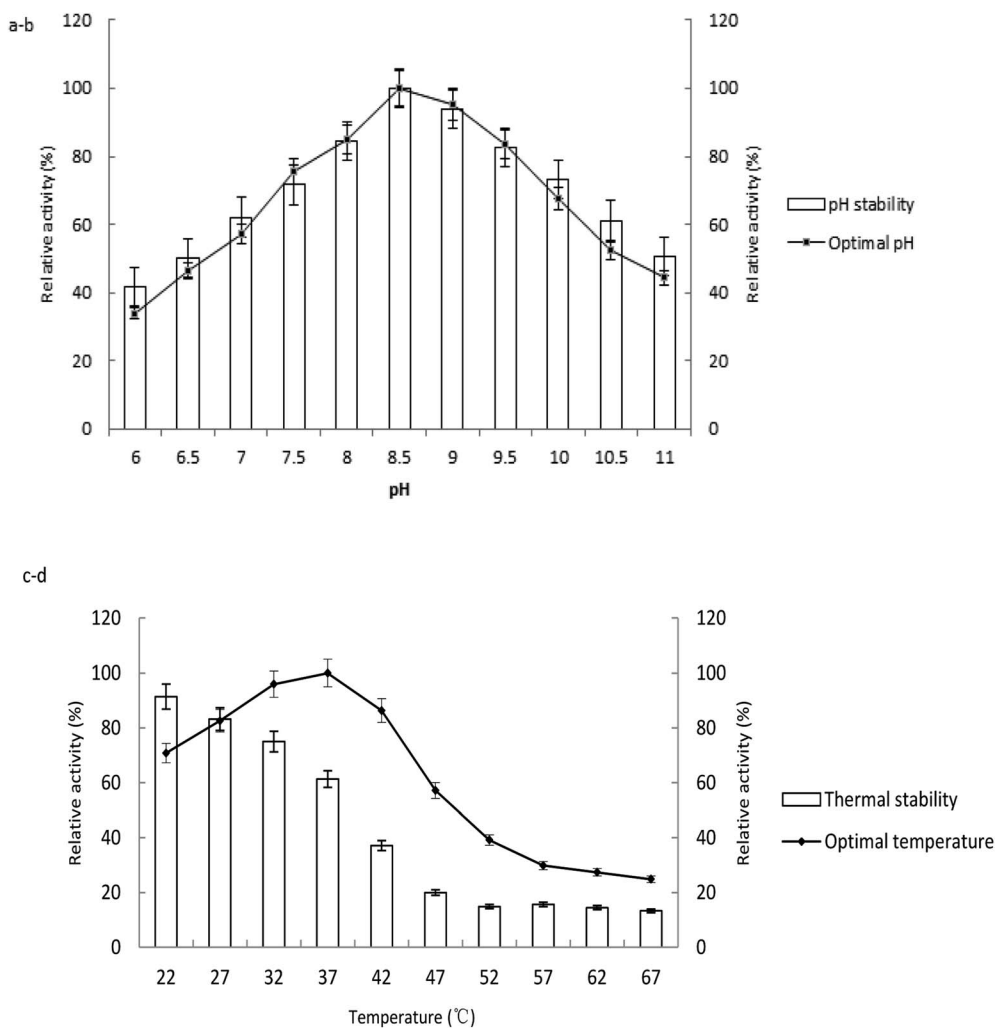 a-b
120 120
100 100
80 80
60 60
40 40
20 20
0 0
Relative activity (%)
Relative activity (%)
6 6.5 7 7.5 8 8.5 9 9.5 10 10.5 11
pH
pH stability
Optimal pH
c-d
120 120
100 100
80 80
60 60
40 40
20 20
0 0
Relative activity (%)
Relative activity (%)
22 27 32 37 42 47 52 57 62 67
Temperature (℃)
Thermal stability
Optimal temperature